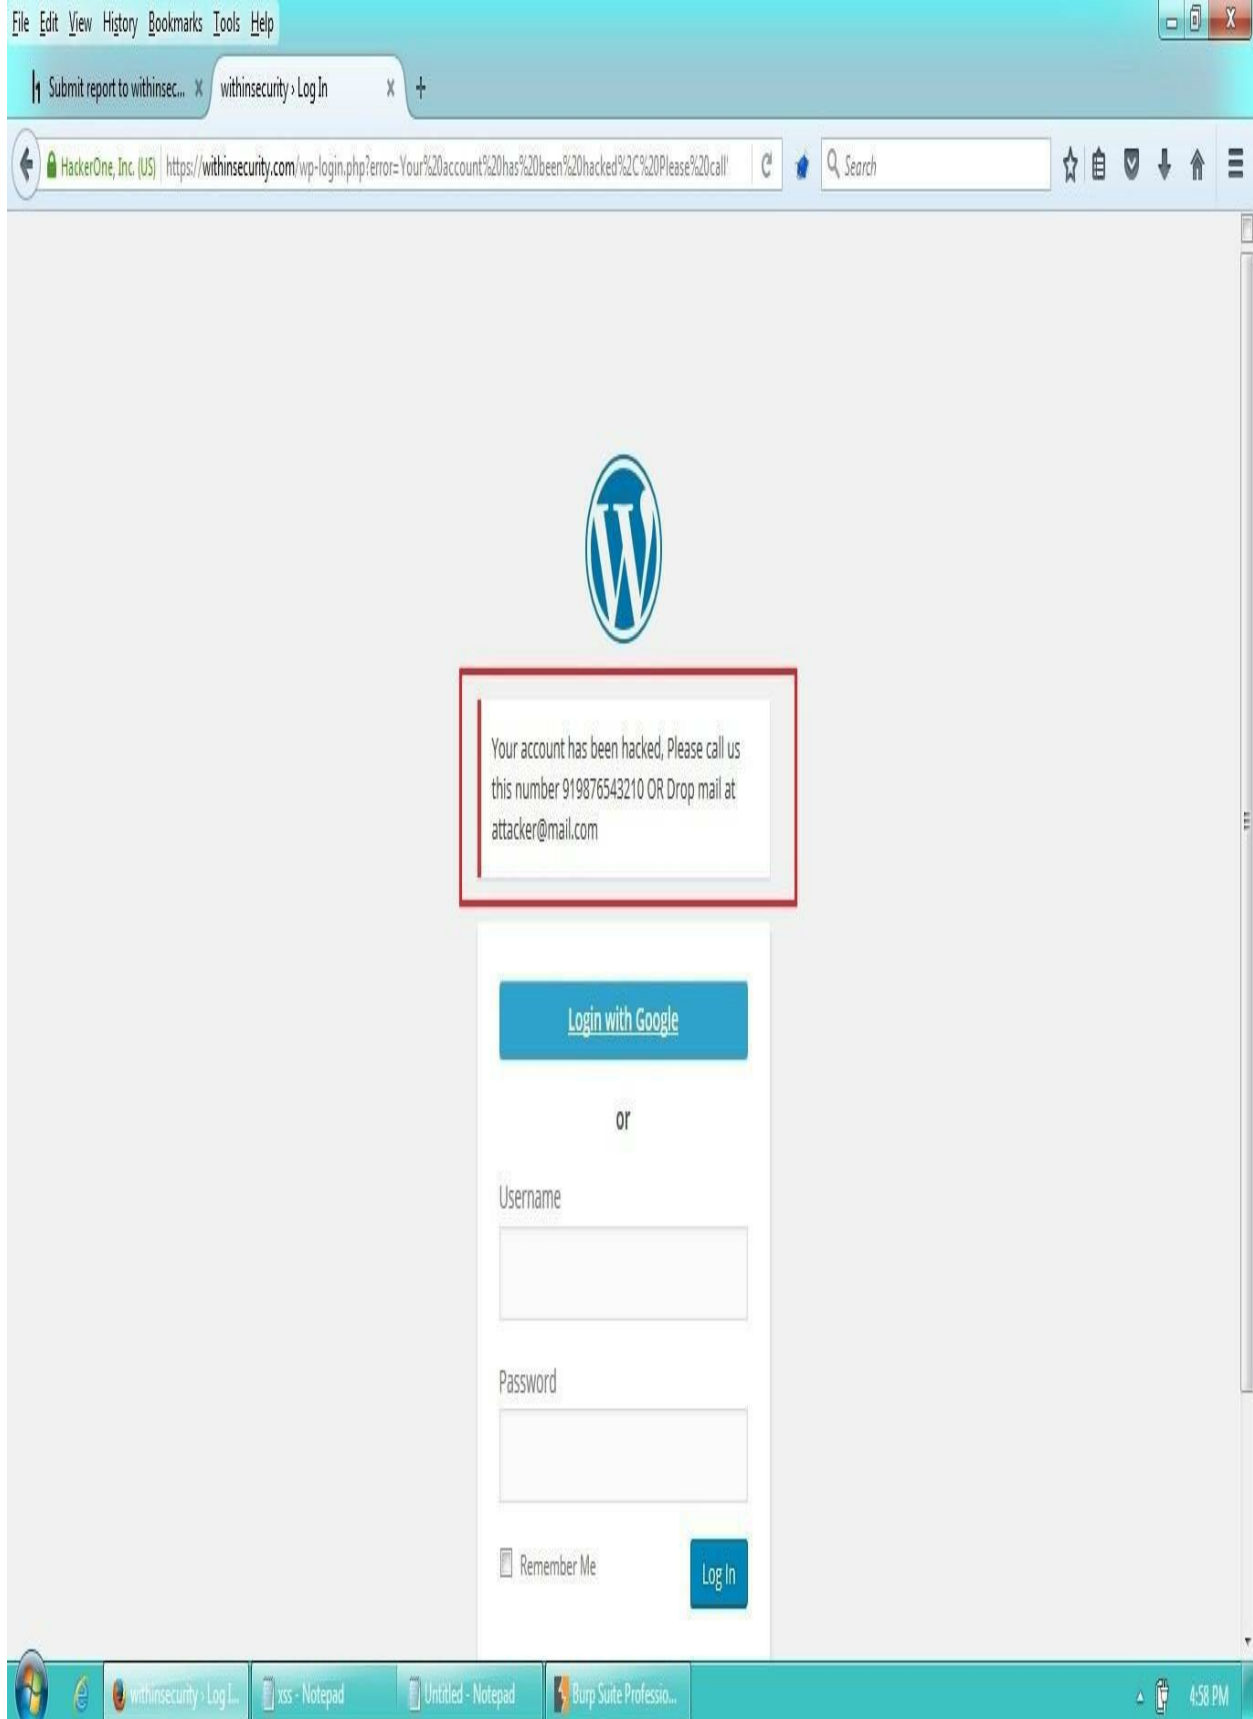 File Edit View History Bookmarks Tools Help
Submit report to withinsec... x withinsecurity › Log In x +
HackerOne, Inc. (US) https://withinsecurity.com/wp-login.php?error=Your%20account%20has%20been%20hacked%2C%20Please%20call' Search
Your account has been hacked, Please call us
this number 919876543210 OR Drop mail at
attacker@mail.com
Login with Google
or
Username
Password
Remember Me
Log In
withinsecurity › Log I... xss - Notepad Untitled - Notepad Burp Suite Professio... 4:58 PM